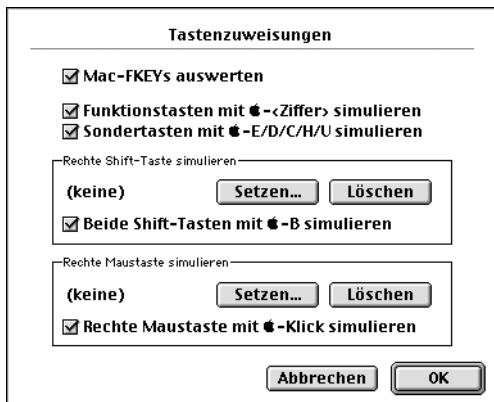 Tastenzuweisungen
Mac-FKEYs auswerten
Funktionstasten mit -<Ziffer> simulieren
Sondertasten mit -E/D/C/H/U simulieren
Rechte Shift-Taste simulieren
(keine) Setzen... Löschen
Beide Shift-Tasten mit -B simulieren
Rechte Maustaste simulieren
(keine) Setzen... Löschen
Rechte Maustaste mit -Klick simulieren
Abbrechen OK